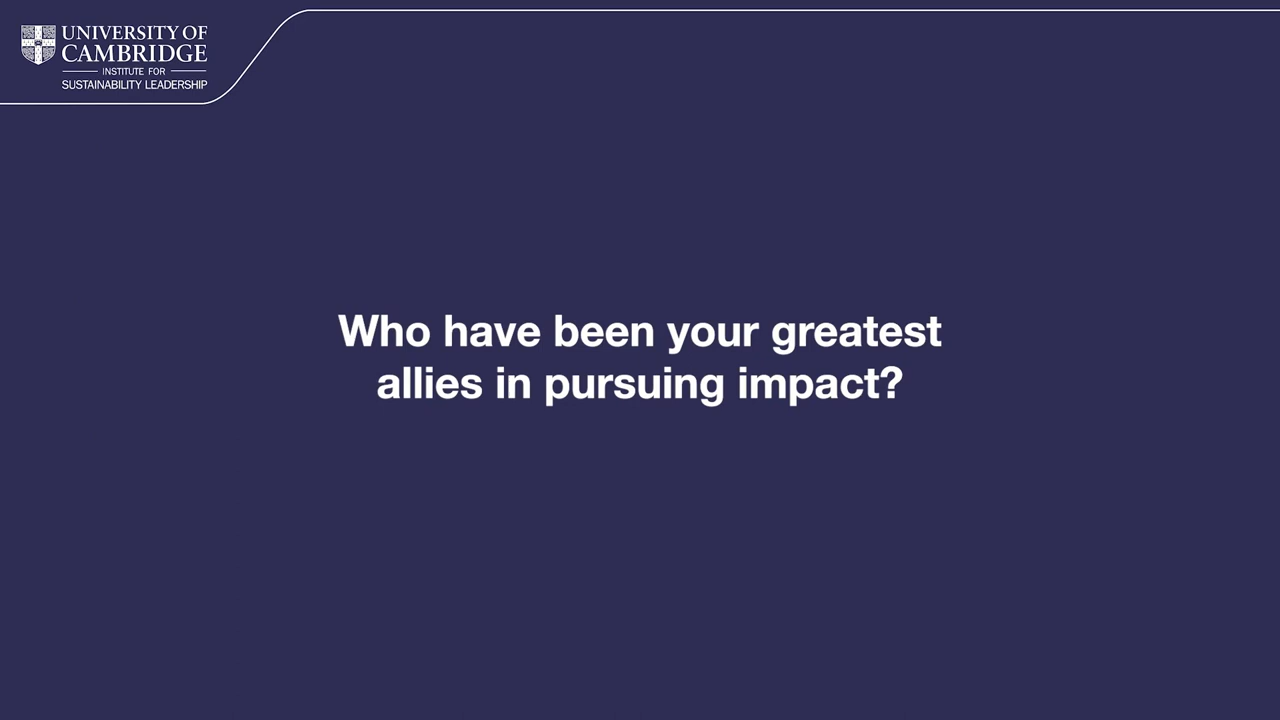 UNIVERSITY OF
CAMBRIDGE
INSTITUTE FOR
SUSTAINABILITY LEADERSHIP
Who have been your greatest
allies in pursuing impact?